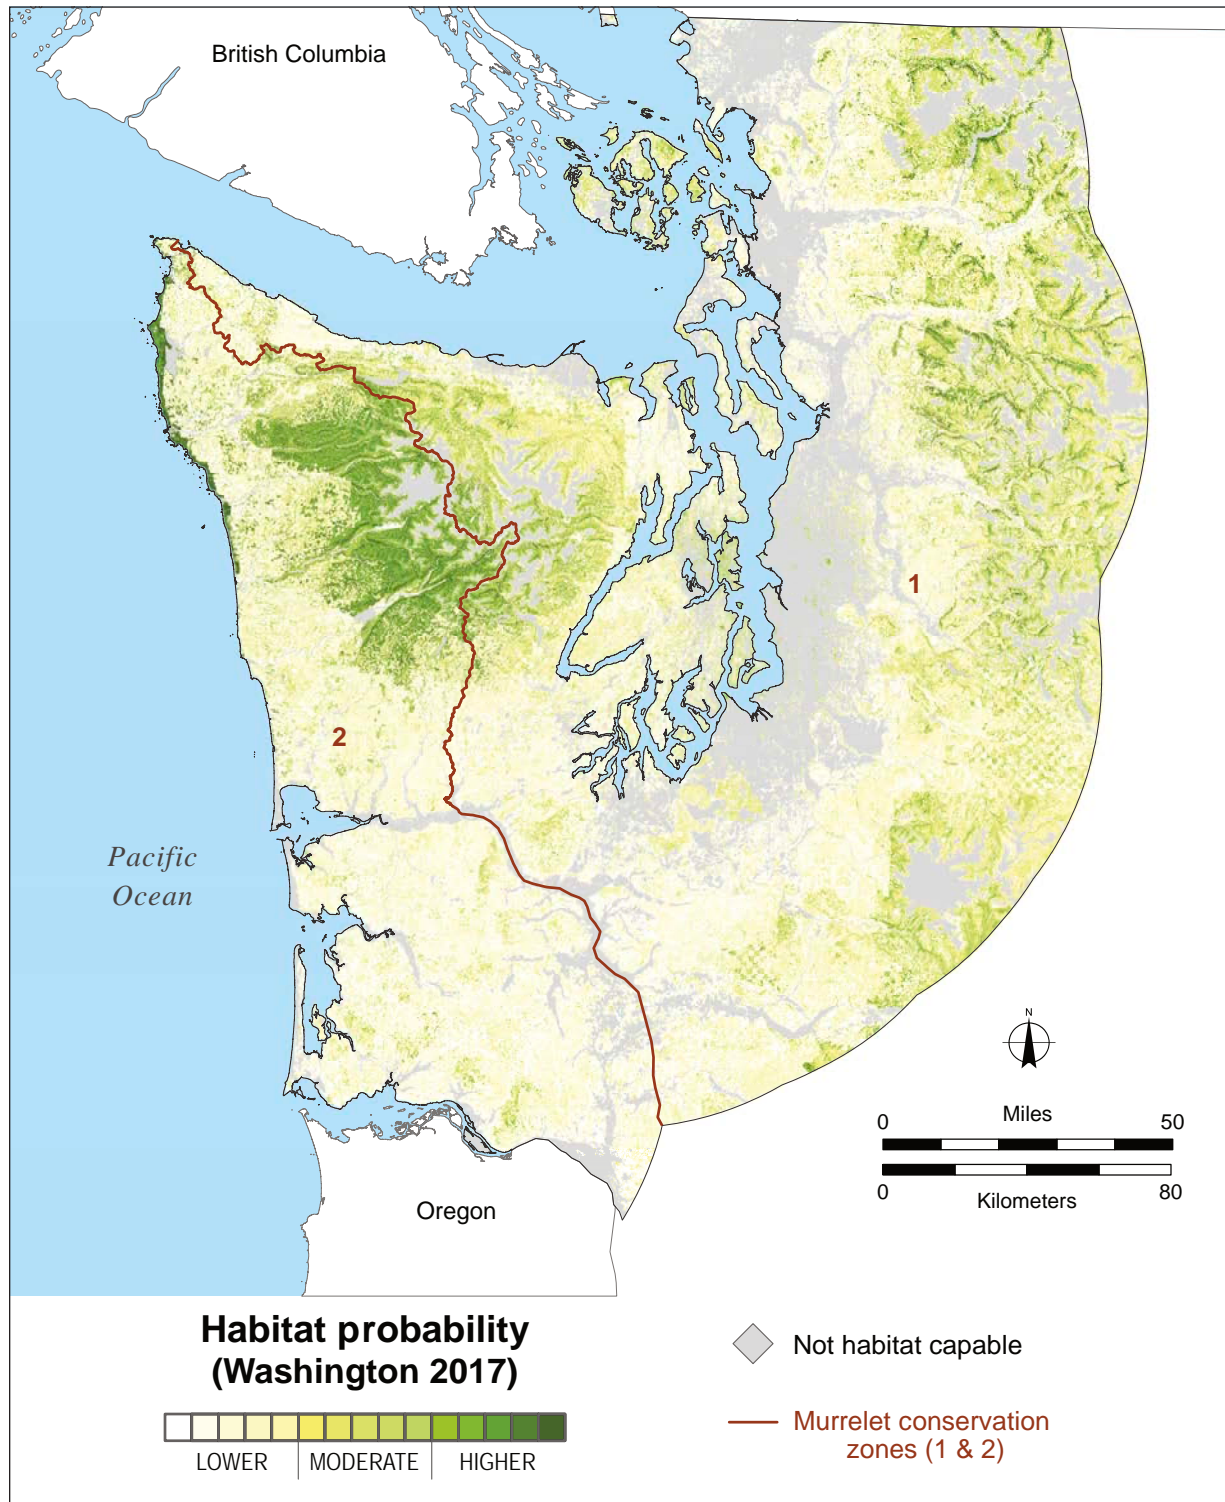 British Columbia
1
2
Pacific
Ocean
N
Miles
0 50
0 80
Kilometers
Oregon
Habitat probability
(Washington 2017)
LOWER MODERATE HIGHER
Not habitat capable
Murrelet conservation
zones (1 & 2)